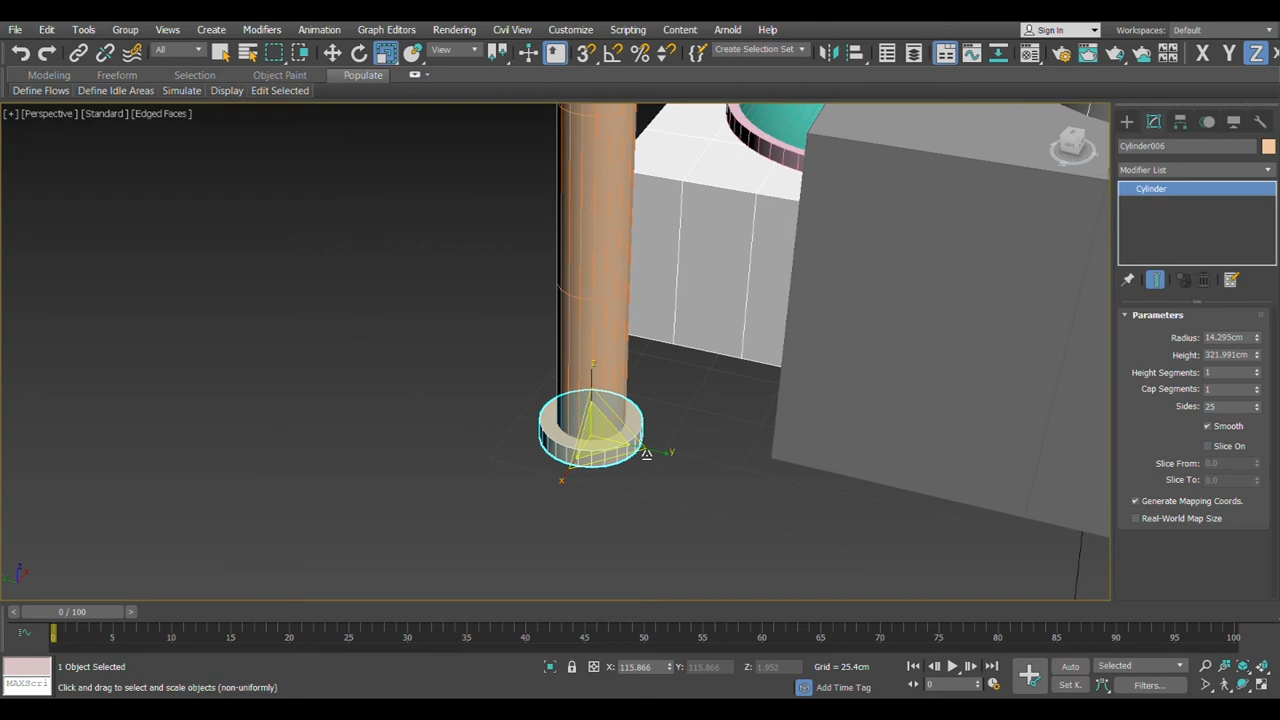 File Edit Tools Group Views Create Modifiers Animation Graph Editors Rendering Civil View Customize Scripting Content Arnold Help Sign In Workspaces: Default
All View Create Selection Set X Y Z
Modeling Freeform Selection Object Paint Populate
Populate
Define Flows Define Idle Areas Simulate Display Edit Selected
[+] [Perspective ] [Standard ] [Edged Faces ]
Cylinder006
Modifier List
Cylinder
Parameters
Radius: 14.295cm
Height: 321.991cm
Height Segments: 1
Cap Segments: 1
Sides: 25
Smooth
Slice On
Slice From: 0.0
Slice To: 0.0
Generate Mapping Coords.
Real-World Map Size
z
y
x
< 0 / 100 >
0 5 10 15 20 25 30 35 40 45 50 55 60 65 70 75 80 85 90 95 100
1 Object Selected X: 115.866 Y: 115.866 Z: 1.952 Grid = 25.4cm Auto Selected
MAXScri Click and drag to select and scale objects (non-uniformly) Add Time Tag 0 Set K. Filters...